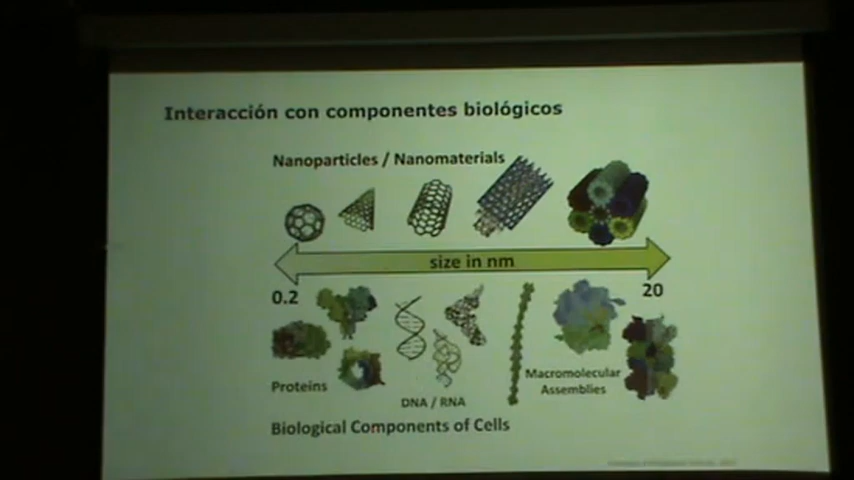 Interacción con componentes biológicos
Nanoparticles / Nanomaterials
size in nm
0.2
20
Proteins
DNA / RNA
Macromolecular
Assemblies
Biological Components of Cells